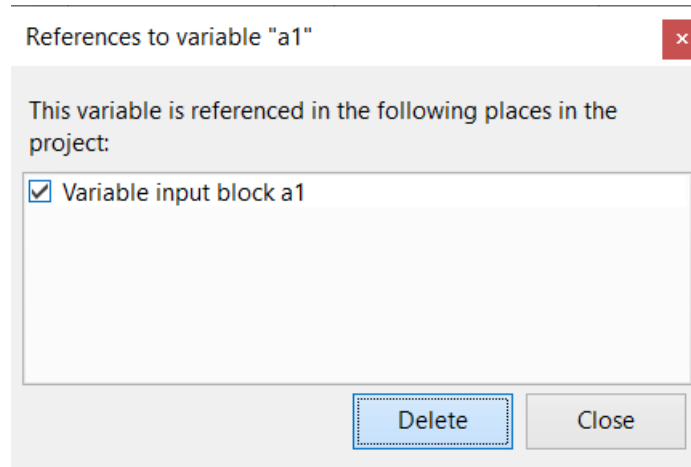 References to variable "a1"
This variable is referenced in the following places in the
project:
Variable input block a1
Delete
Close